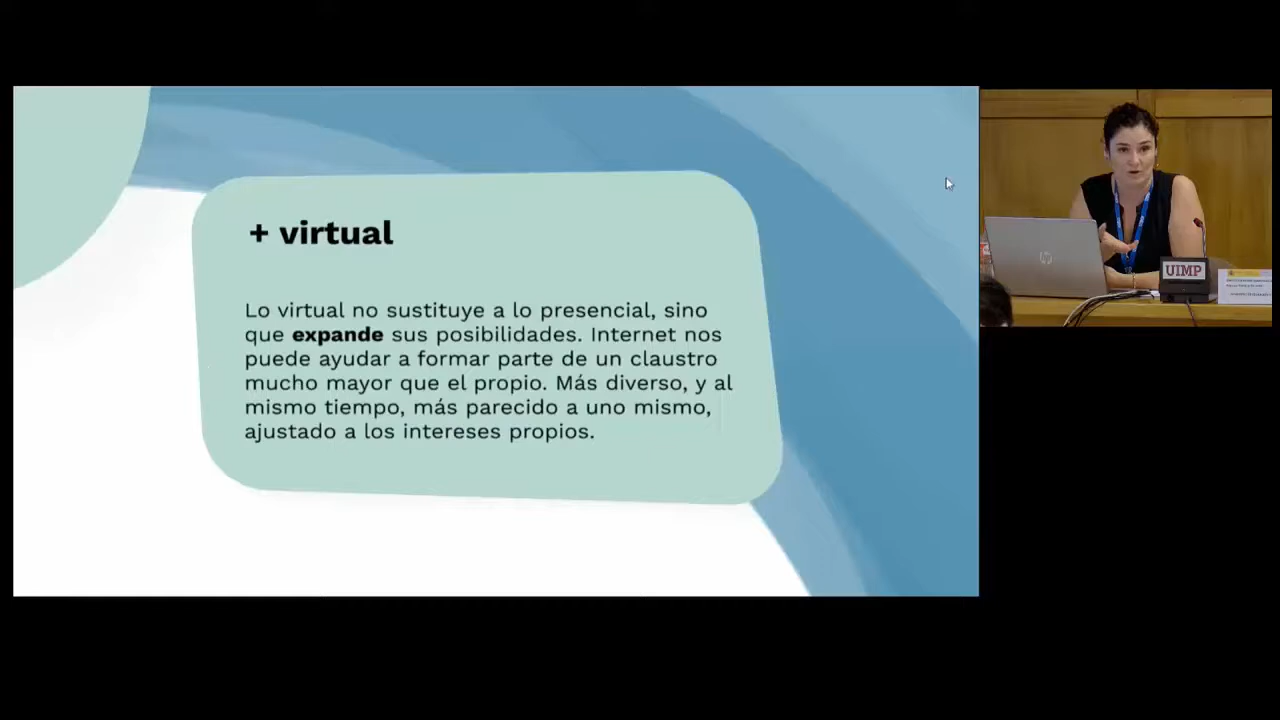 + virtual
Lo virtual no sustituye a lo presencial, sino
que expande sus posibilidades. Internet nos
puede ayudar a formar parte de un claustro
mucho mayor que el propio. Más diverso, y al
mismo tiempo, más parecido a uno mismo,
ajustado a los intereses propios.
hp
UIMP